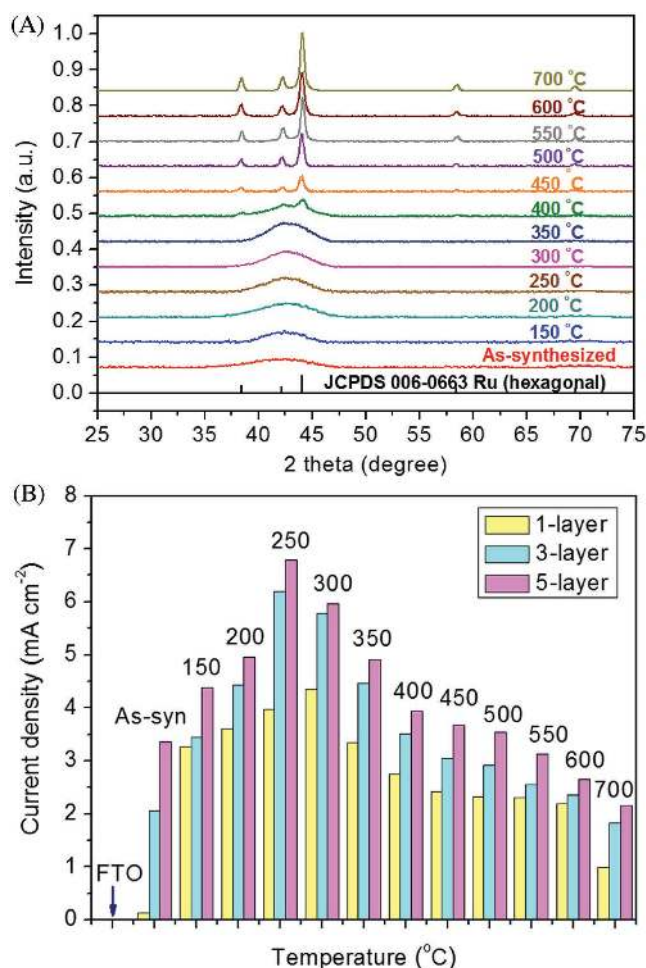 (A)
1.0
0.9
0.8
0.7
0.6
0.5
0.4
0.3
0.2
0.1
0.0
Intensity (a.u.)
700 °C
600 °C
550 °C
500 °C
450 °C
400 °C
350 °C
300 °C
250 °C
200 °C
150 °C
As-synthesized
JCPDS 006-0663 Ru (hexagonal)
25 30 35 40 45 50 55 60 65 70 75
2 theta (degree)
(B)
8
7
6
5
4
3
2
1
0
Current density (mA cm⁻²)
1-layer
3-layer
5-layer
FTO
As-syn
150
200
250
300
350
400
450
500
550
600
700
Temperature (°C)